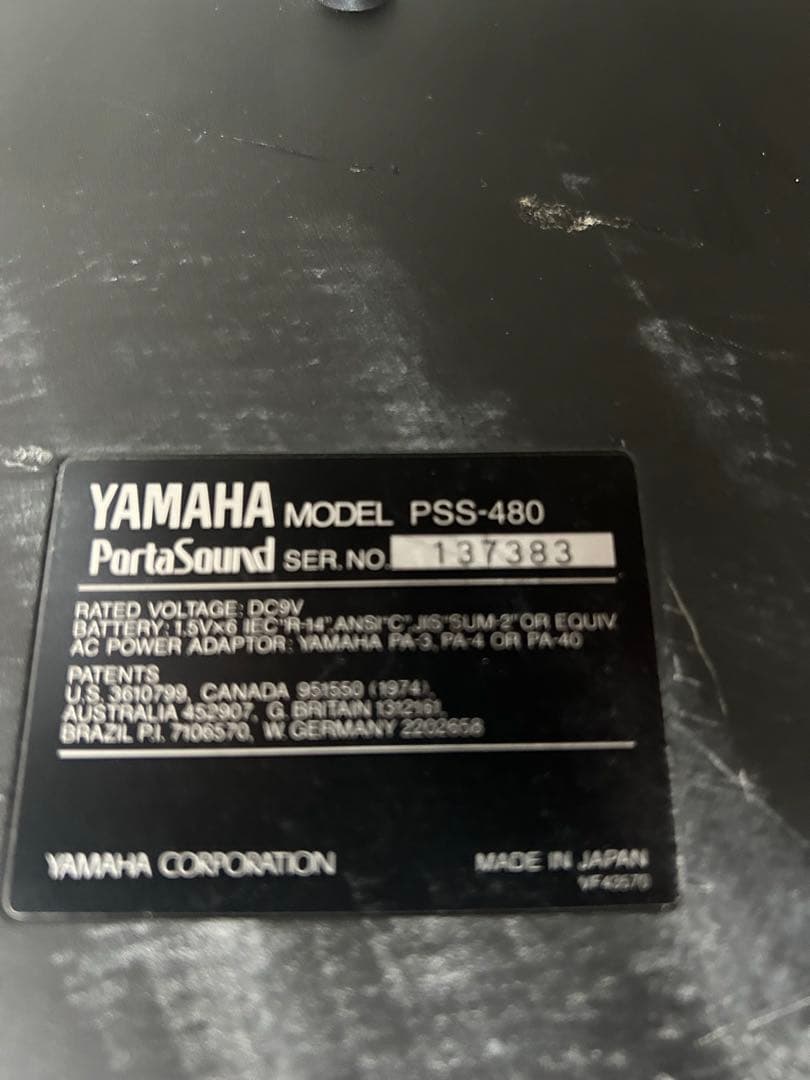 YAMAHA MODEL PSS-480
PortaSound SER. NO. 137383
RATED VOLTAGE: DC9V
BATTERY: 1.5V×6 IEC"R-14", ANSI"C", JIS"SUM-2" OR EQUIV.
AC POWER ADAPTOR: YAMAHA PA-3, PA-4 OR PA-40
PATENTS
U.S. 3610799, CANADA 951550 (1974),
AUSTRALIA 452907, G. BRITAIN 1312161,
BRAZIL P.I. 7106570, W. GERMANY 2202658
YAMAHA CORPORATION
MADE IN JAPAN